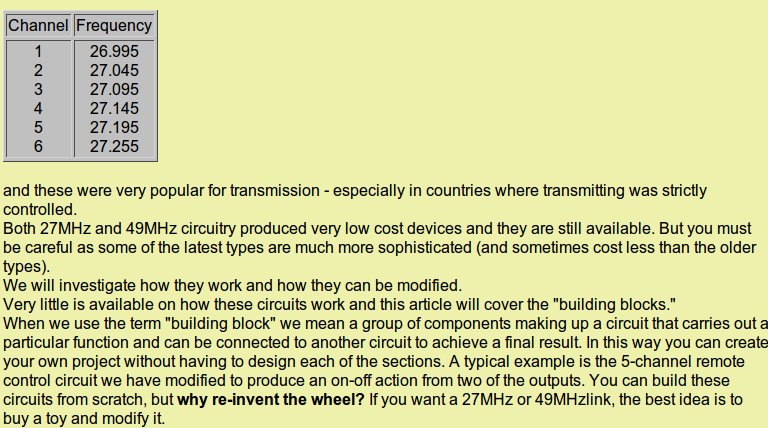 Channel Frequency
1 26.995
2 27.045
3 27.095
4 27.145
5 27.195
6 27.255
and these were very popular for transmission - especially in countries where transmitting was strictly
controlled.
Both 27MHz and 49MHz circuitry produced very low cost devices and they are still available. But you must
be careful as some of the latest types are much more sophisticated (and sometimes cost less than the older
types).
We will investigate how they work and how they can be modified.
Very little is available on how these circuits work and this article will cover the "building blocks."
When we use the term "building block" we mean a group of components making up a circuit that carries out a
particular function and can be connected to another circuit to achieve a final result. In this way you can create
your own project without having to design each of the sections. A typical example is the 5-channel remote
control circuit we have modified to produce an on-off action from two of the outputs. You can build these
circuits from scratch, but why re-invent the wheel? If you want a 27MHz or 49MHzlink, the best idea is to
buy a toy and modify it.